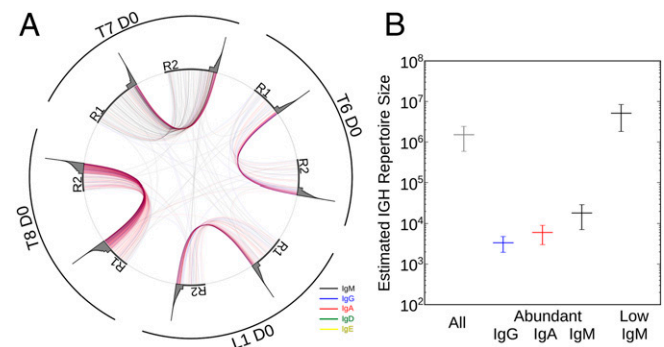 A
T7 D0
R2
R1
R1
T6 D0
R2
T8 D0
R2
R1
R2
R1
L1 D0
IgM
IgG
IgA
IgD
IgE
B
Estimated IGH Repertoire Size
10⁸
10⁷
10⁶
10⁵
10⁴
10³
10²
All
Abundant
IgG IgA IgM
Low
IgM